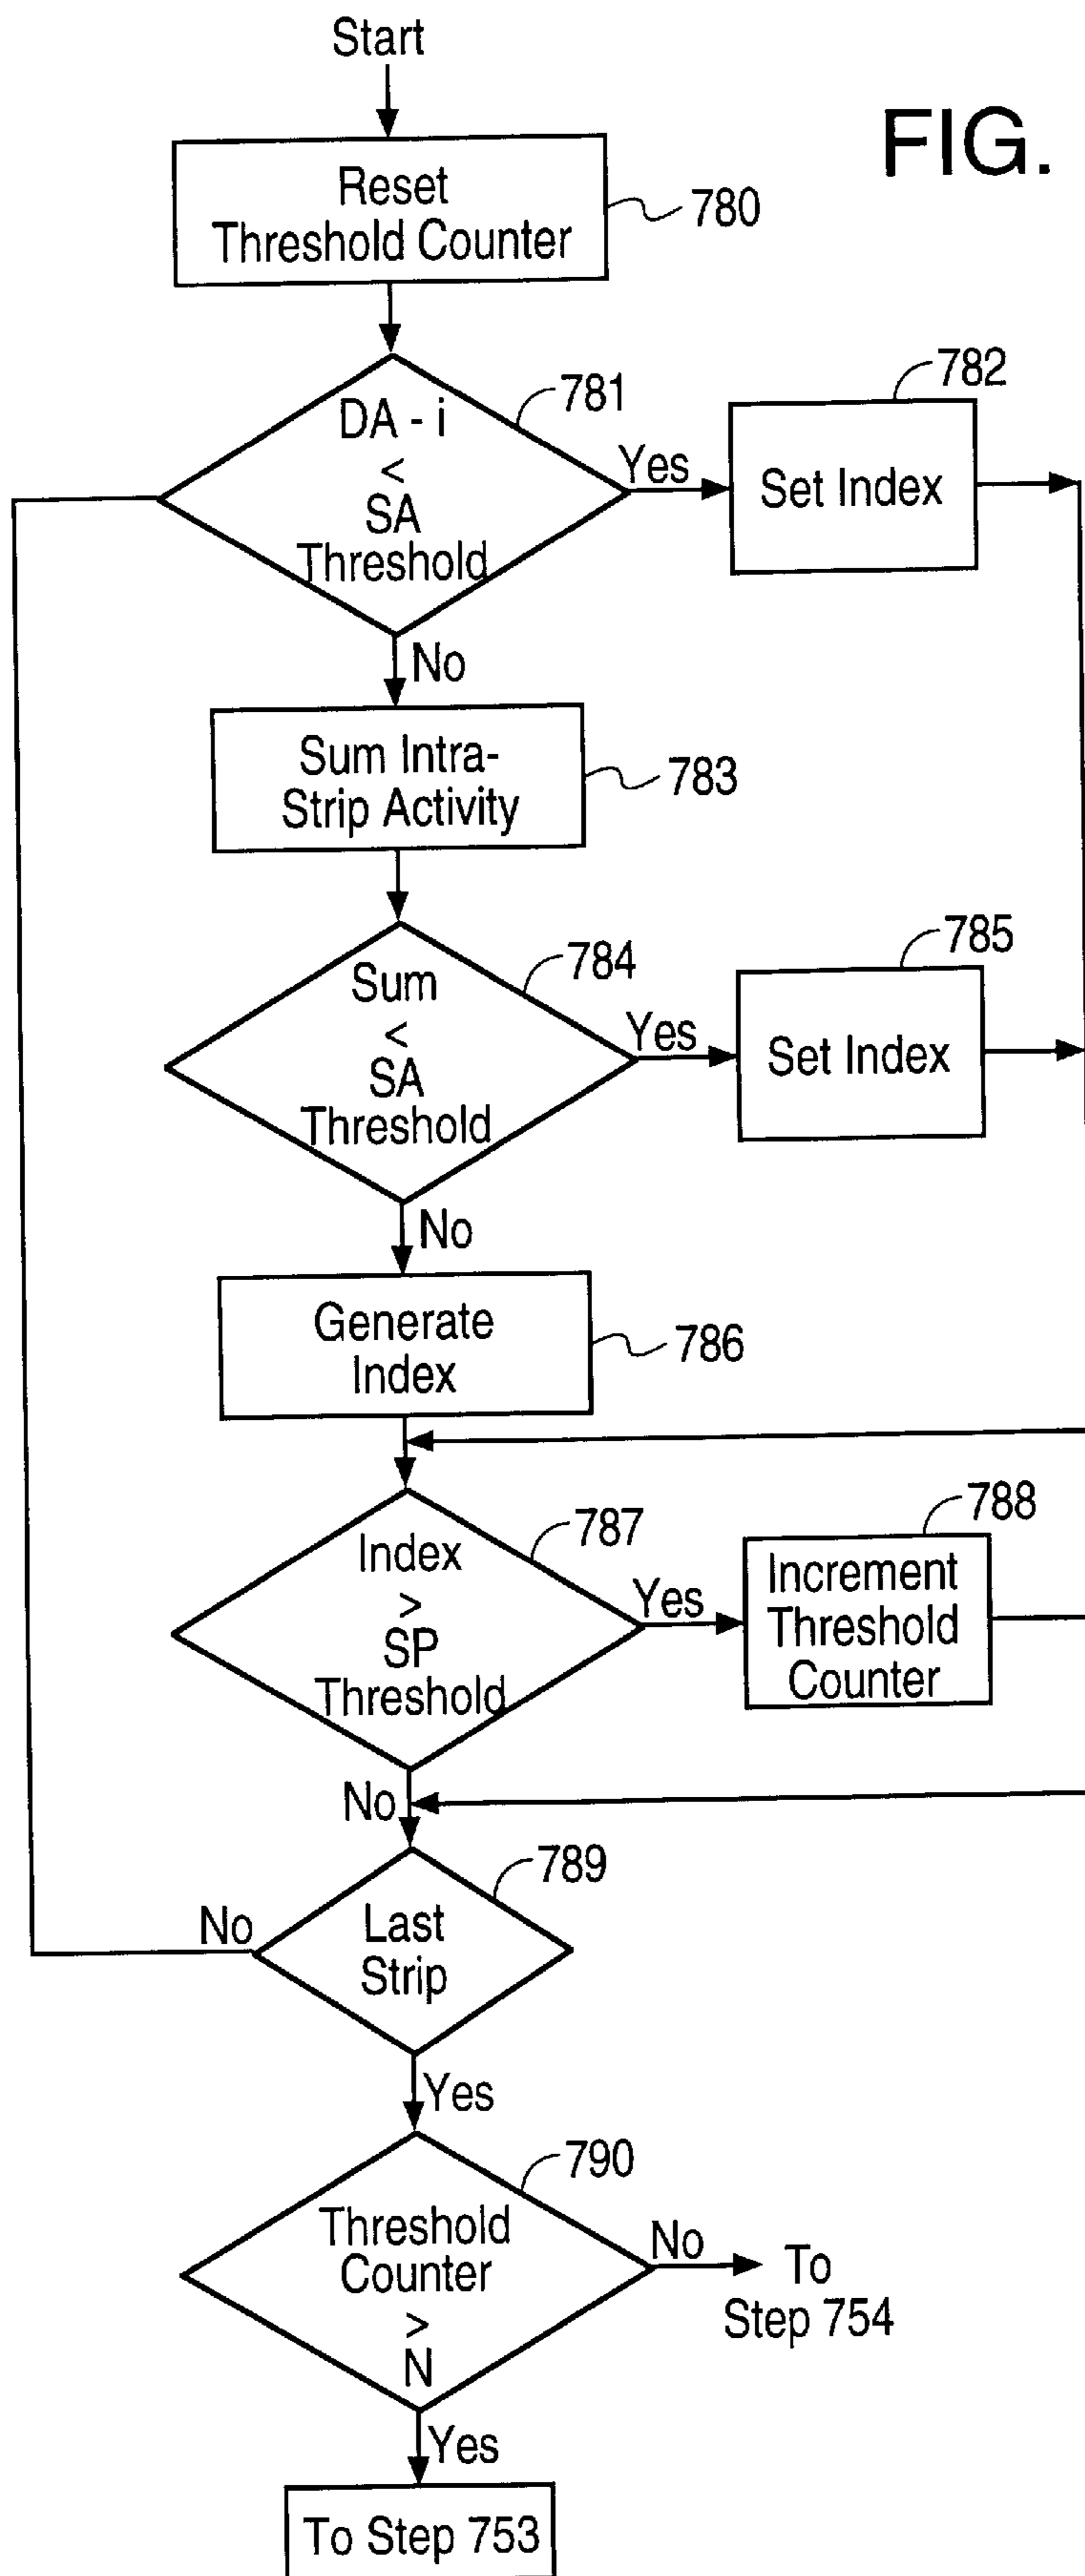 Start
FIG.
Reset
Threshold Counter
780
DA - i
<
SA
Threshold
781
Yes
782
Set Index
No
Sum Intra-
Strip Activity
783
Sum
<
SA
Threshold
784
Yes
785
Set Index
No
Generate
Index
786
Index
>
SP
Threshold
787
Yes
788
Increment
Threshold
Counter
No
Last
Strip
789
No
Yes
Threshold
Counter
>
N
790
No
To
Step 754
Yes
To Step 753